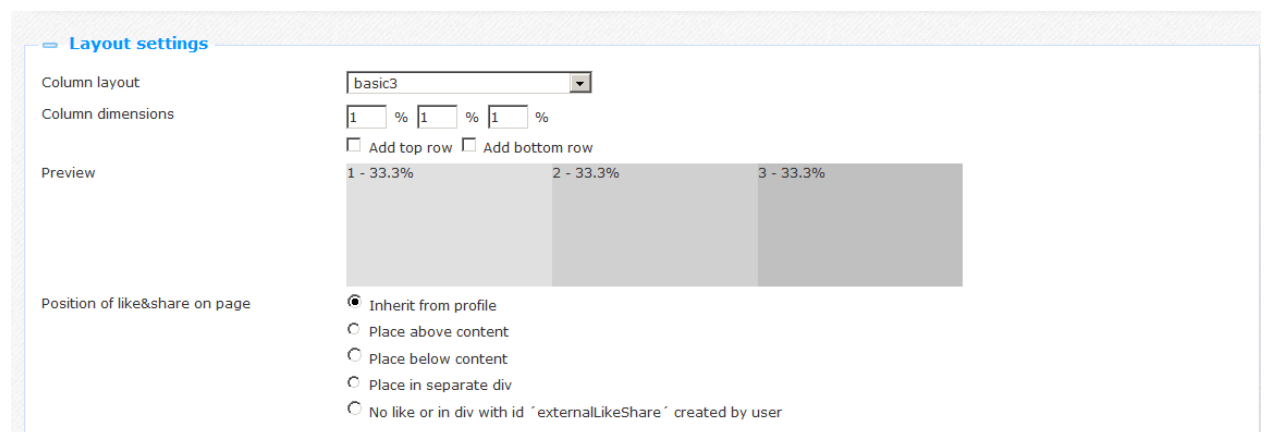 Layout settings
Column layout basic3
Column dimensions 1 % 1 % 1 %
Add top row Add bottom row
Preview 1 - 33.3% 2 - 33.3% 3 - 33.3%
Position of like&share on page Inherit from profile
Place above content
Place below content
Place in separate div
No like or in div with id ´externalLikeShare´ created by user